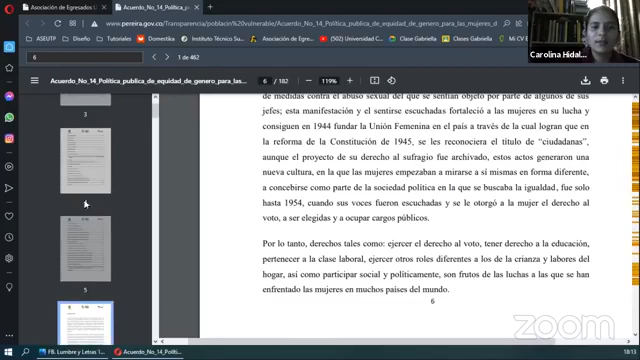 Asociación de Egresados U
Acuerdo_No_14_Política_p
pereira.gov.co/Transparencia/poblacin%20vulnerable/Acuerdo_No_14_Política_publica_de_equidad_de_genero_para_las_mujeres_d
ASEUTP
Diseño
Tutoriales
Domotika
Instituto Técnico Su
Asociación de Egre
Universidad C
6
1 de 462
Carolina Hidal
Acuerdo_No_14_Política_publica_de_equidad_de_genero_para_las_mujer...
6 / 182
119%
3
4
5
de medidas contra el abuso sexual del que se sentían objeto por parte de algunos de sus
jefes; esta manifestación y el sentirse escuchadas fortaleció a las mujeres en su lucha y
consiguen en 1944 fundar la Unión Femenina en el país a través de la cual logran que en
la reforma de la Constitución de 1945, se les reconociera el título de “ciudadanas”,
aunque el proyecto de su derecho al sufragio fue archivado, estos actos generaron una
nueva cultura, en la que las mujeres empezaban a mirarse a sí mismas en forma diferente,
a concebirse como parte de la sociedad política en la que se buscaba la igualdad, fue solo
hasta 1954, cuando sus voces fueron escuchadas y se le otorgó a la mujer el derecho al
voto, a ser elegidas y a ocupar cargos públicos.
Por lo tanto, derechos tales como: ejercer el derecho al voto, tener derecho a la educación,
pertenecer a la clase laboral, ejercer otros roles diferentes a los de la crianza y labores del
hogar, así como participar social y políticamente, son frutos de las luchas a las que se han
enfrentado las mujeres en muchos países del mundo.
6
zoom
FB. Lumbre y Letras 1
Acuerdo_No_14_Políti...
18:13